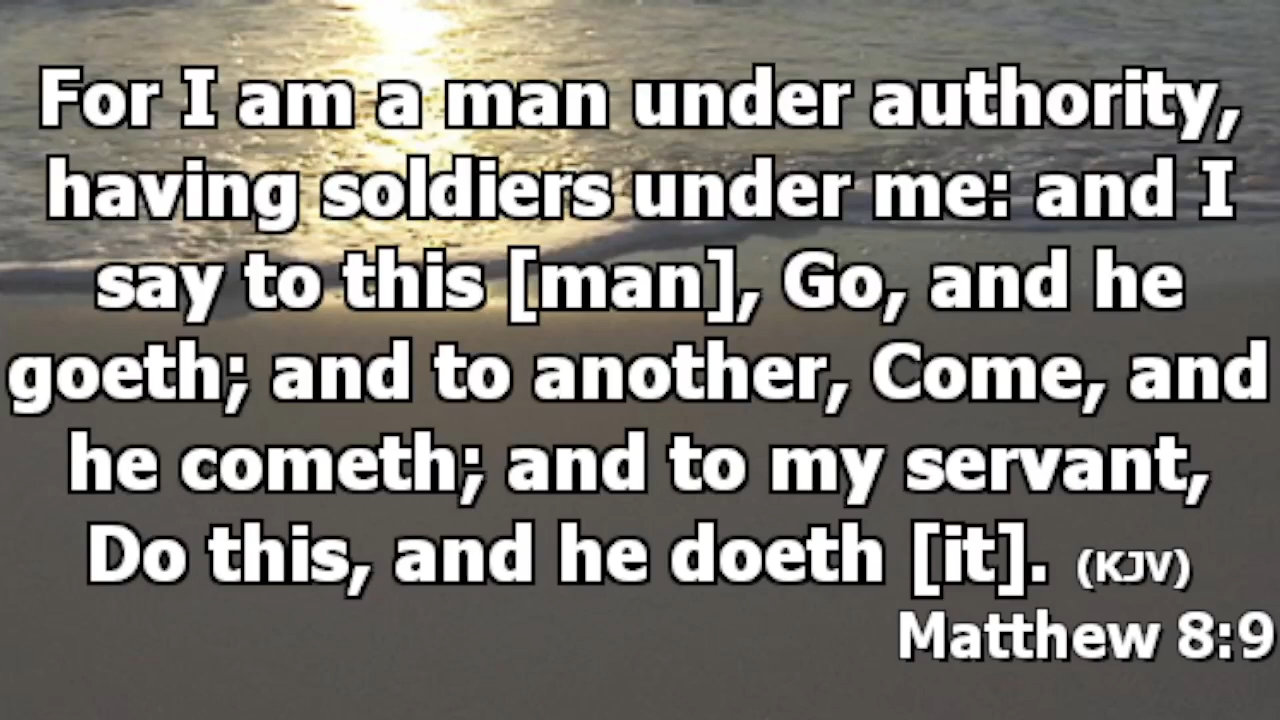 For I am a man under authority,
having soldiers under me: and I
say to this [man], Go, and he
goeth; and to another, Come, and
he cometh; and to my servant,
Do this, and he doeth [it]. (KJV)
Matthew 8:9